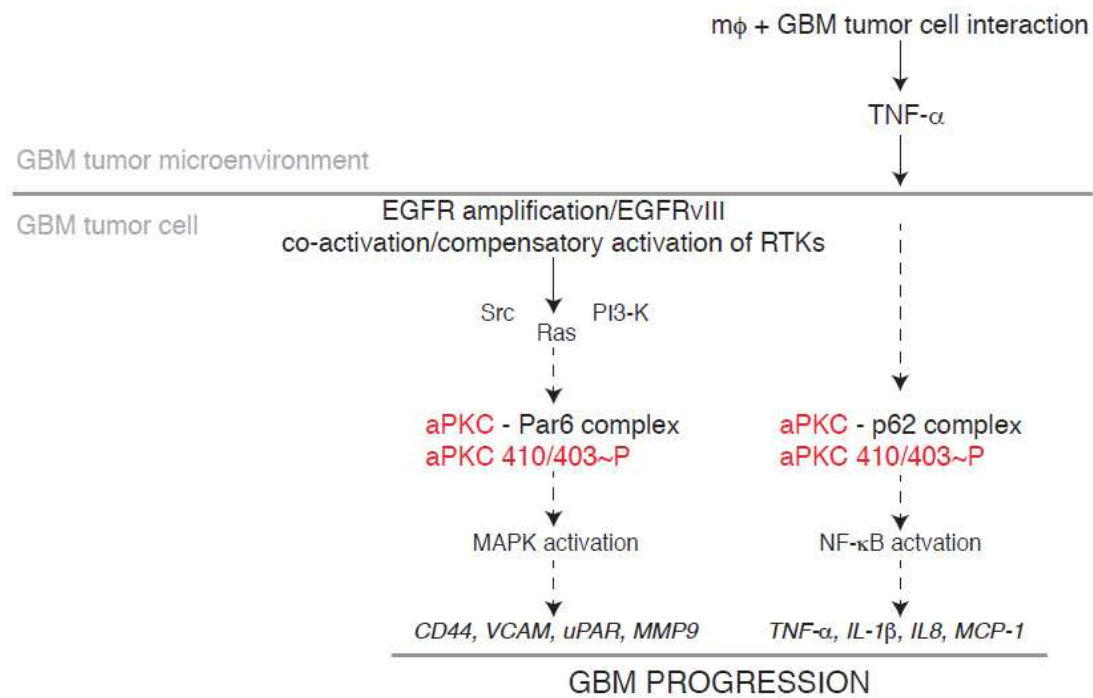 mϕ + GBM tumor cell interaction
TNF-α
GBM tumor microenvironment
GBM tumor cell
EGFR amplification/EGFRvIII
co-activation/compensatory activation of RTKs
Src PI3-K
Ras
aPKC - Par6 complex
aPKC 410/403~P
aPKC - p62 complex
aPKC 410/403~P
MAPK activation
NF-κB actvation
CD44, VCAM, uPAR, MMP9
TNF-α, IL-1β, IL8, MCP-1
GBM PROGRESSION